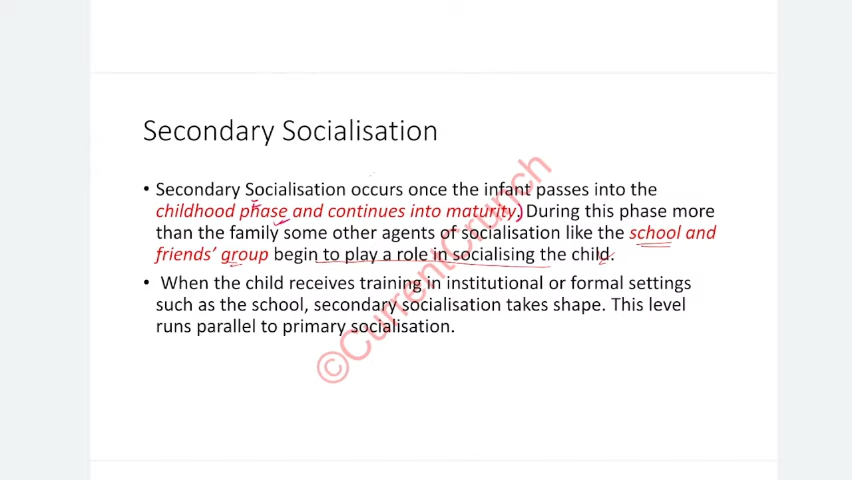 Secondary Socialisation
• Secondary Socialisation occurs once the infant passes into the
childhood phase and continues into maturity. During this phase more
than the family some other agents of socialisation like the school and
friends' group begin to play a role in socialising the child.
• When the child receives training in institutional or formal settings
such as the school, secondary socialisation takes shape. This level
runs parallel to primary socialisation.
©CurrentCrunch